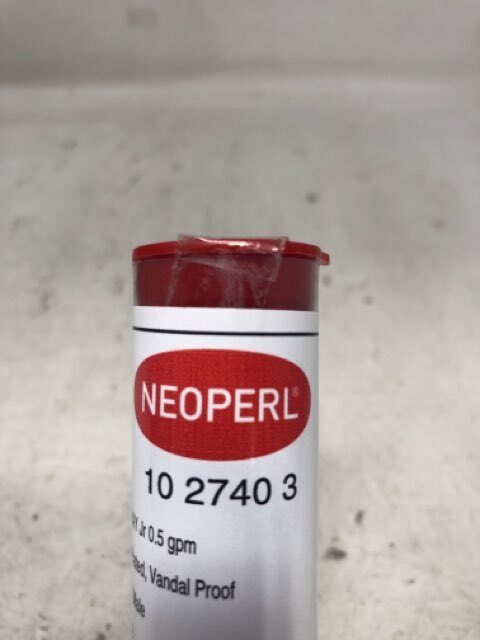 NEOPERL®
10 2740 3
Jr 0.5 gpm
Vandal Proof